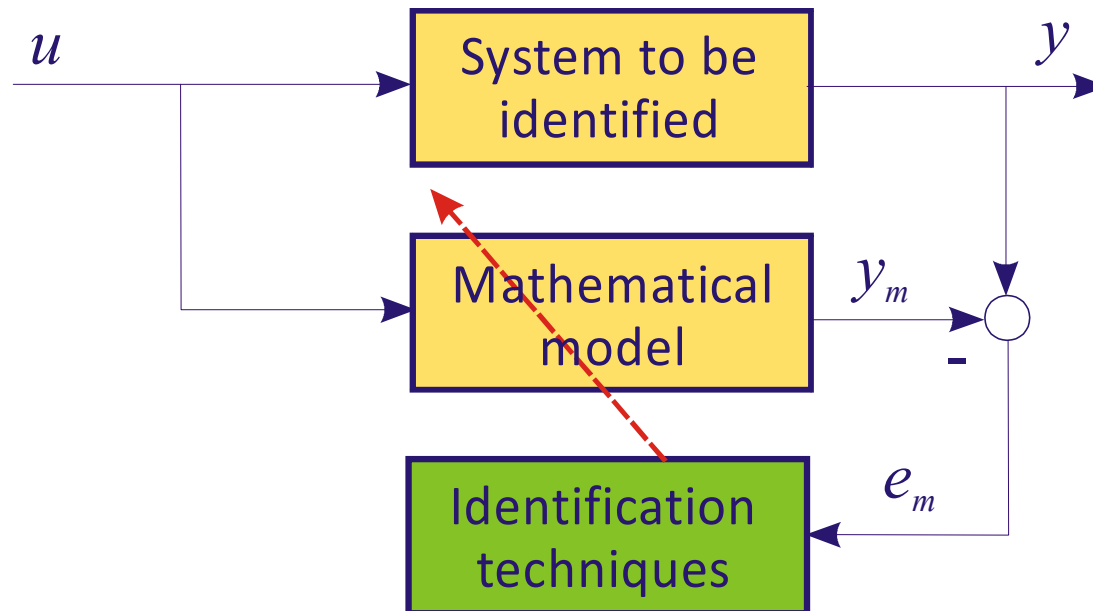 u
System to be
identified
y
Mathematical
model
y_m
-
e_m
Identification
techniques